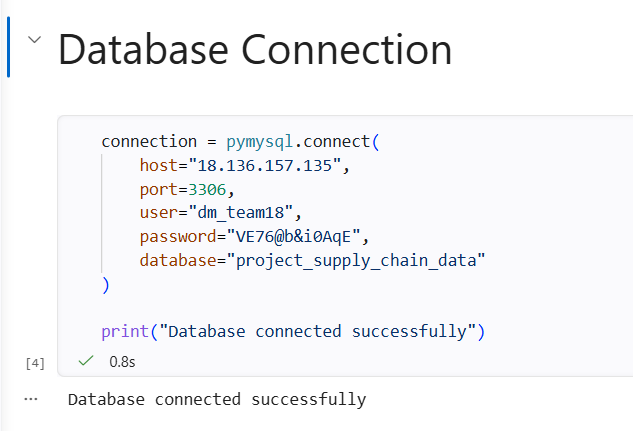 Database Connection
connection = pymysql.connect(
    host="18.136.157.135",
    port=3306,
    user="dm_team18",
    password="VE76@b&i0AqE",
    database="project_supply_chain_data"
)
print("Database connected successfully")
[4] 0.8s
Database connected successfully